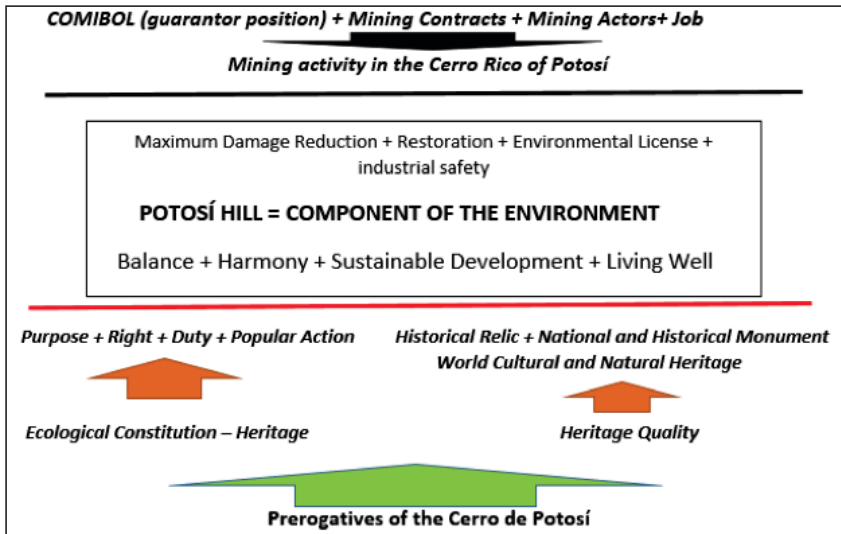 COMIBOL (guarantor position) + Mining Contracts + Mining Actors+ Job
Mining activity in the Cerro Rico of Potosí
Maximum Damage Reduction + Restoration + Environmental License +
industrial safety
POTOSÍ HILL = COMPONENT OF THE ENVIRONMENT
Balance + Harmony + Sustainable Development + Living Well
Purpose + Right + Duty + Popular Action
Historical Relic + National and Historical Monument
World Cultural and Natural Heritage
Ecological Constitution – Heritage
Heritage Quality
Prerogatives of the Cerro de Potosí